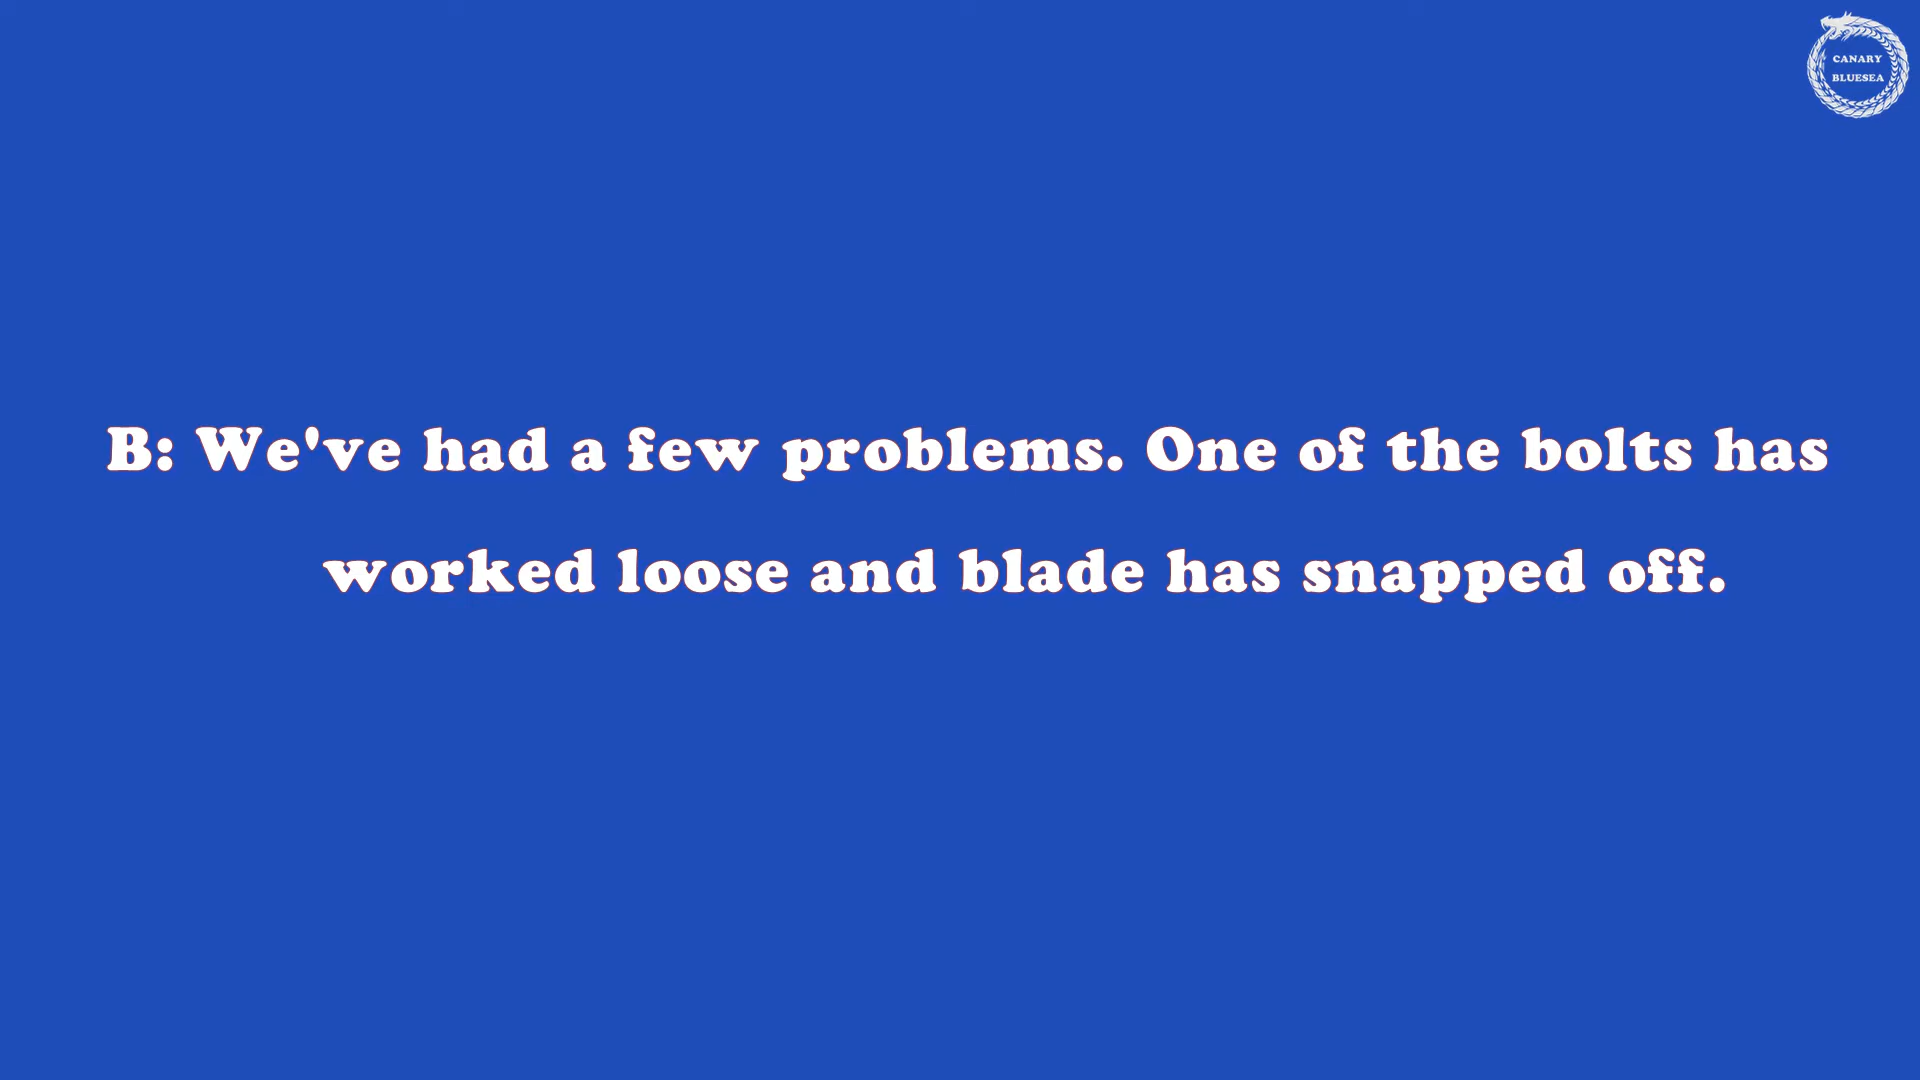 CANARY
BLUESEA
B: We've had a few problems. One of the bolts has
worked loose and blade has snapped off.